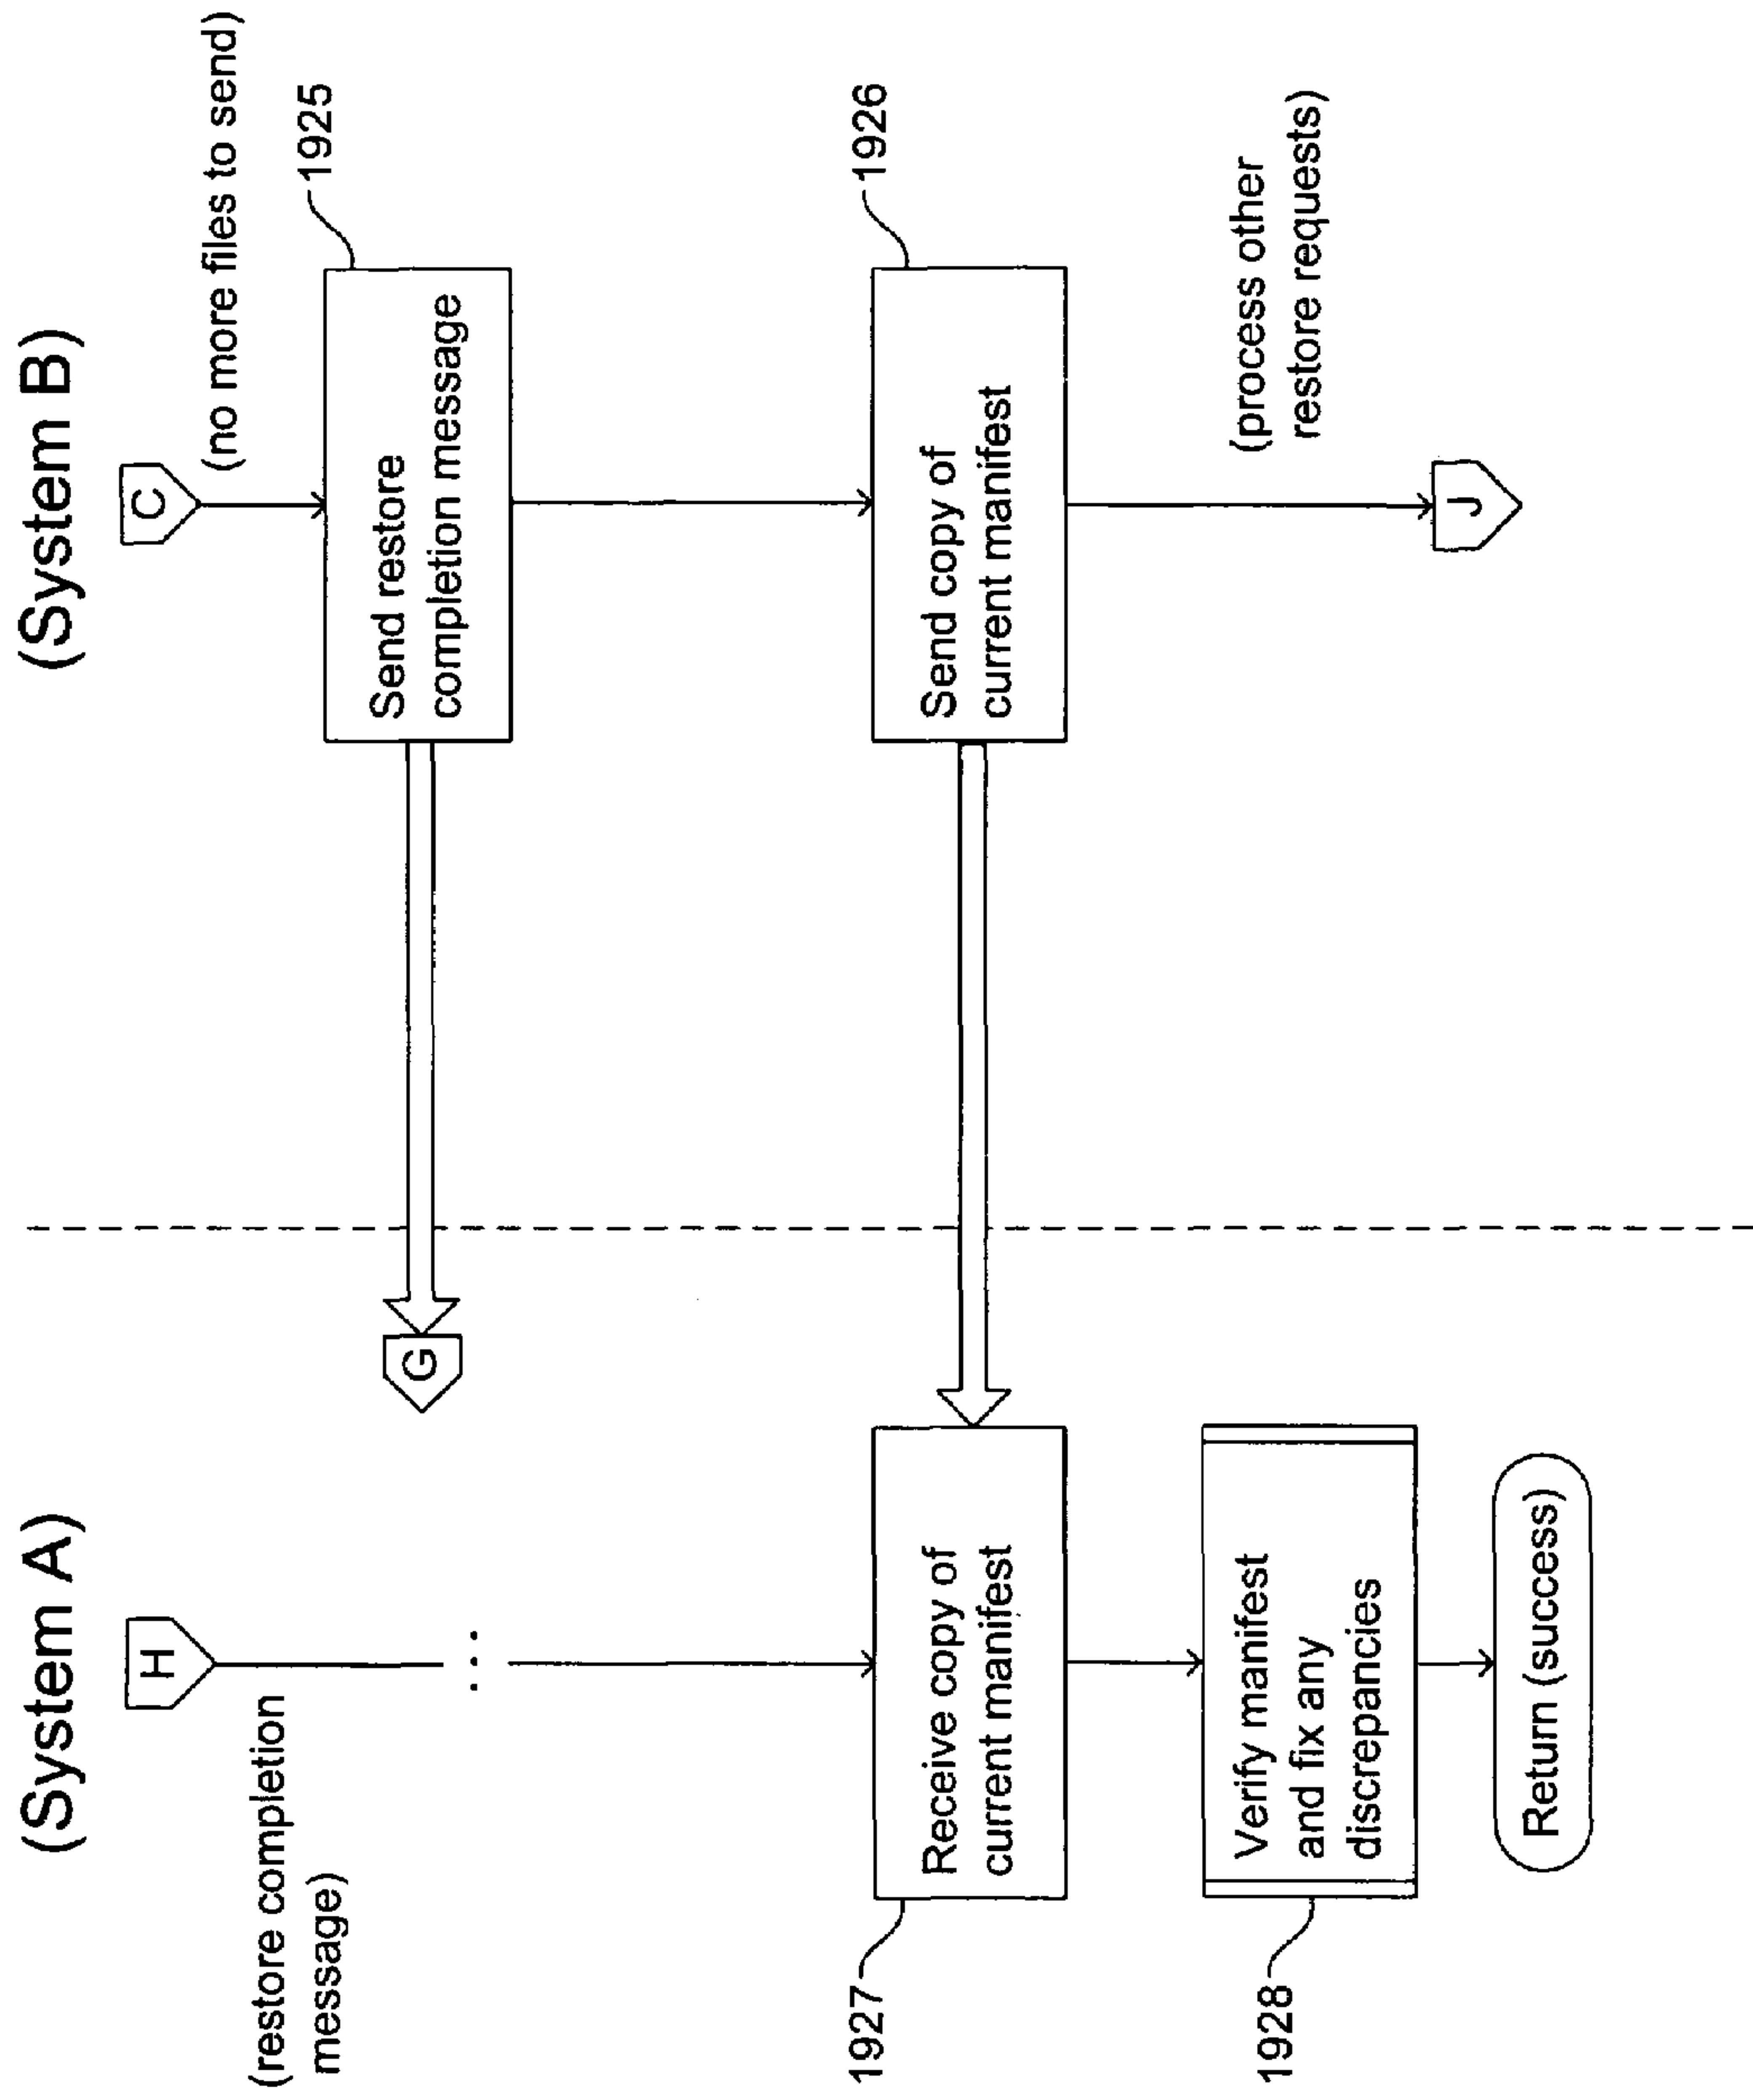 (System A)
(System B)
H
(restore completion
message)
C
(no more files to send)
1925
Send restore
completion message
G
1926
Send copy of
current manifest
1927
Receive copy of
current manifest
(process other
restore requests)
1928
Verify manifest
and fix any
discrepancies
J
Return (success)